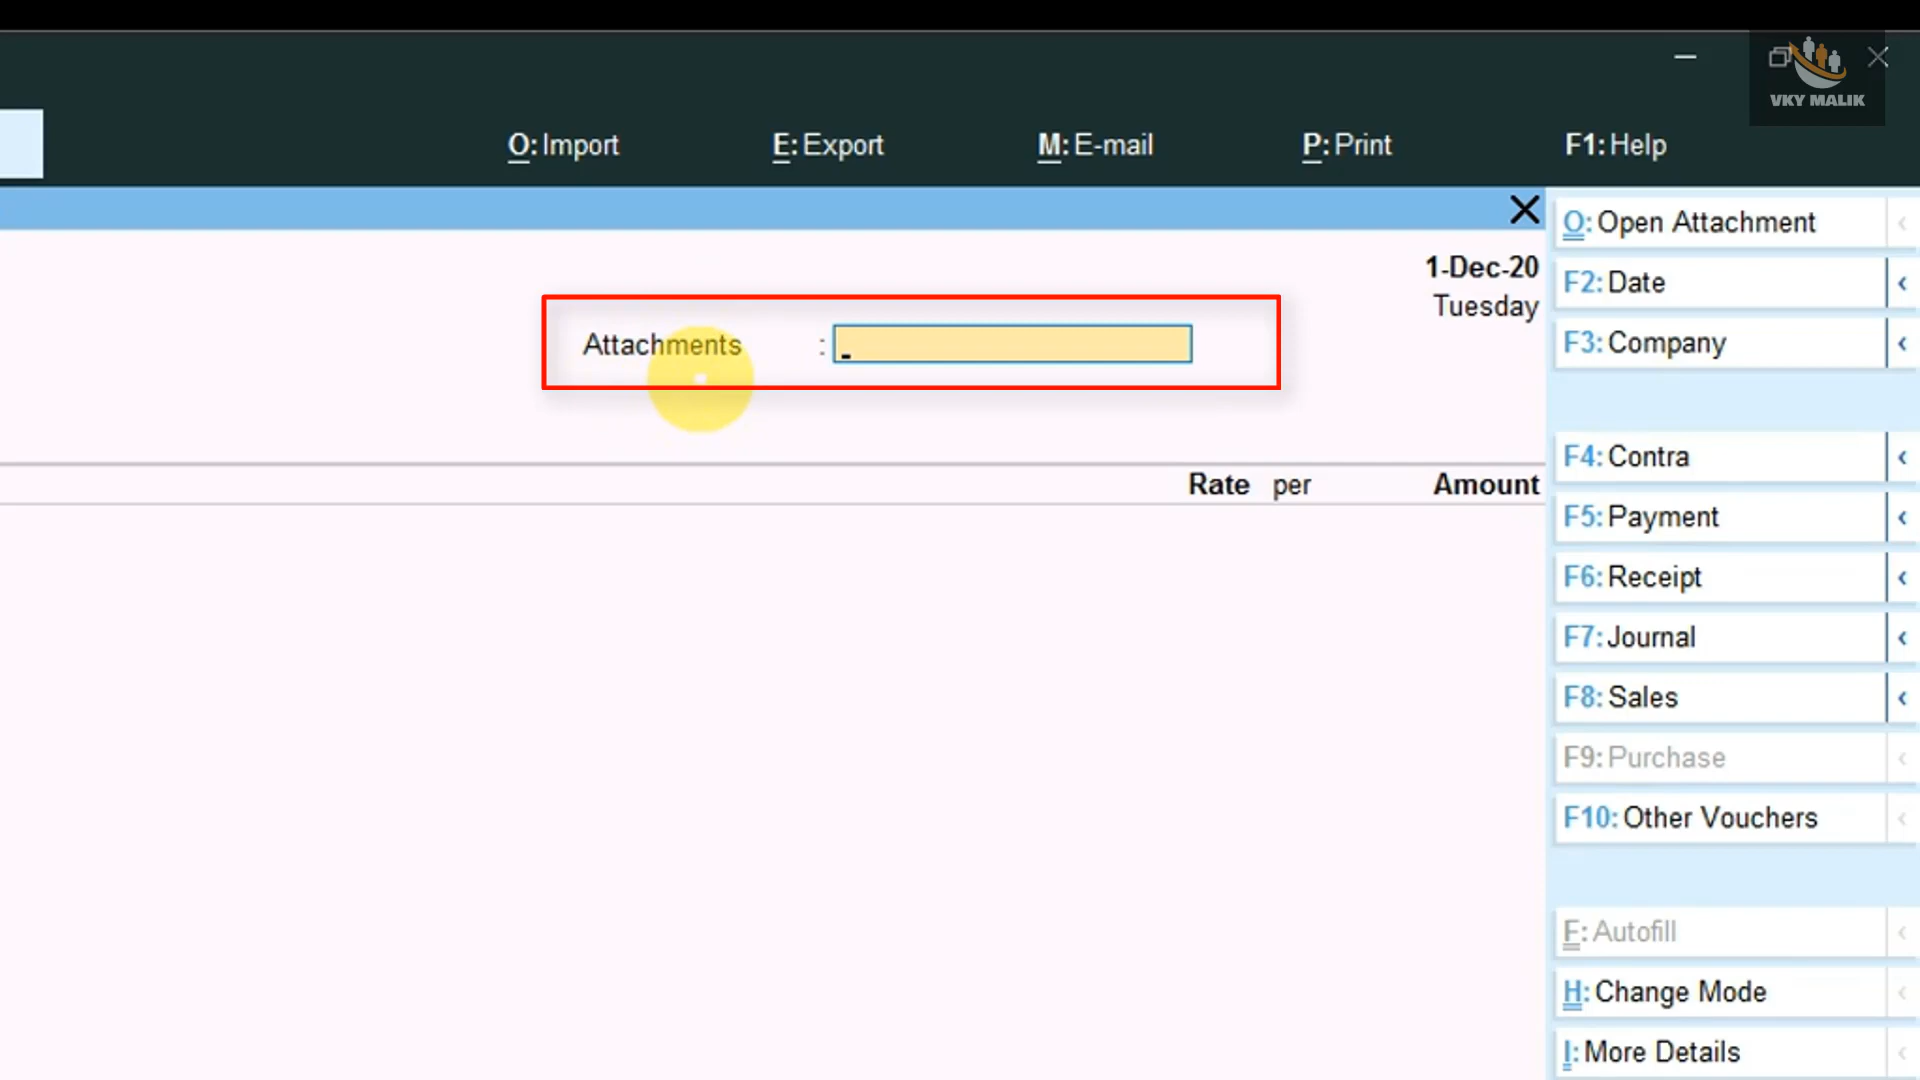 VKY MALIK
O: Import E: Export M: E-mail P: Print F1: Help
O: Open Attachment
1-Dec-20
F2: Date
Tuesday
Attachments :
F3: Company
F4: Contra
Rate per Amount
F5: Payment
F6: Receipt
F7: Journal
F8: Sales
F9: Purchase
F10: Other Vouchers
F: Autofill
H: Change Mode
I: More Details